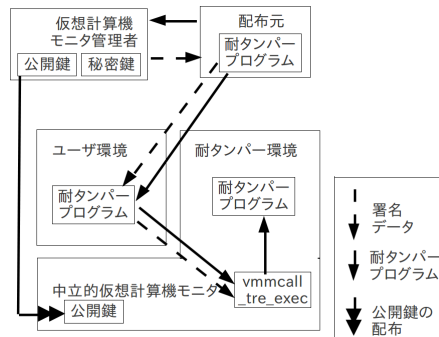 仮想計算機
モニタ管理者
公開鍵
秘密鍵
配布元
耐タンパー
プログラム
ユーザ環境
耐タンパー
プログラム
耐タンパー環境
耐タンパー
プログラム
中立的仮想計算機モニタ
公開鍵
vmmcall
_tre_exec
署名
データ
耐タンパー
プログラム
公開鍵の
配布